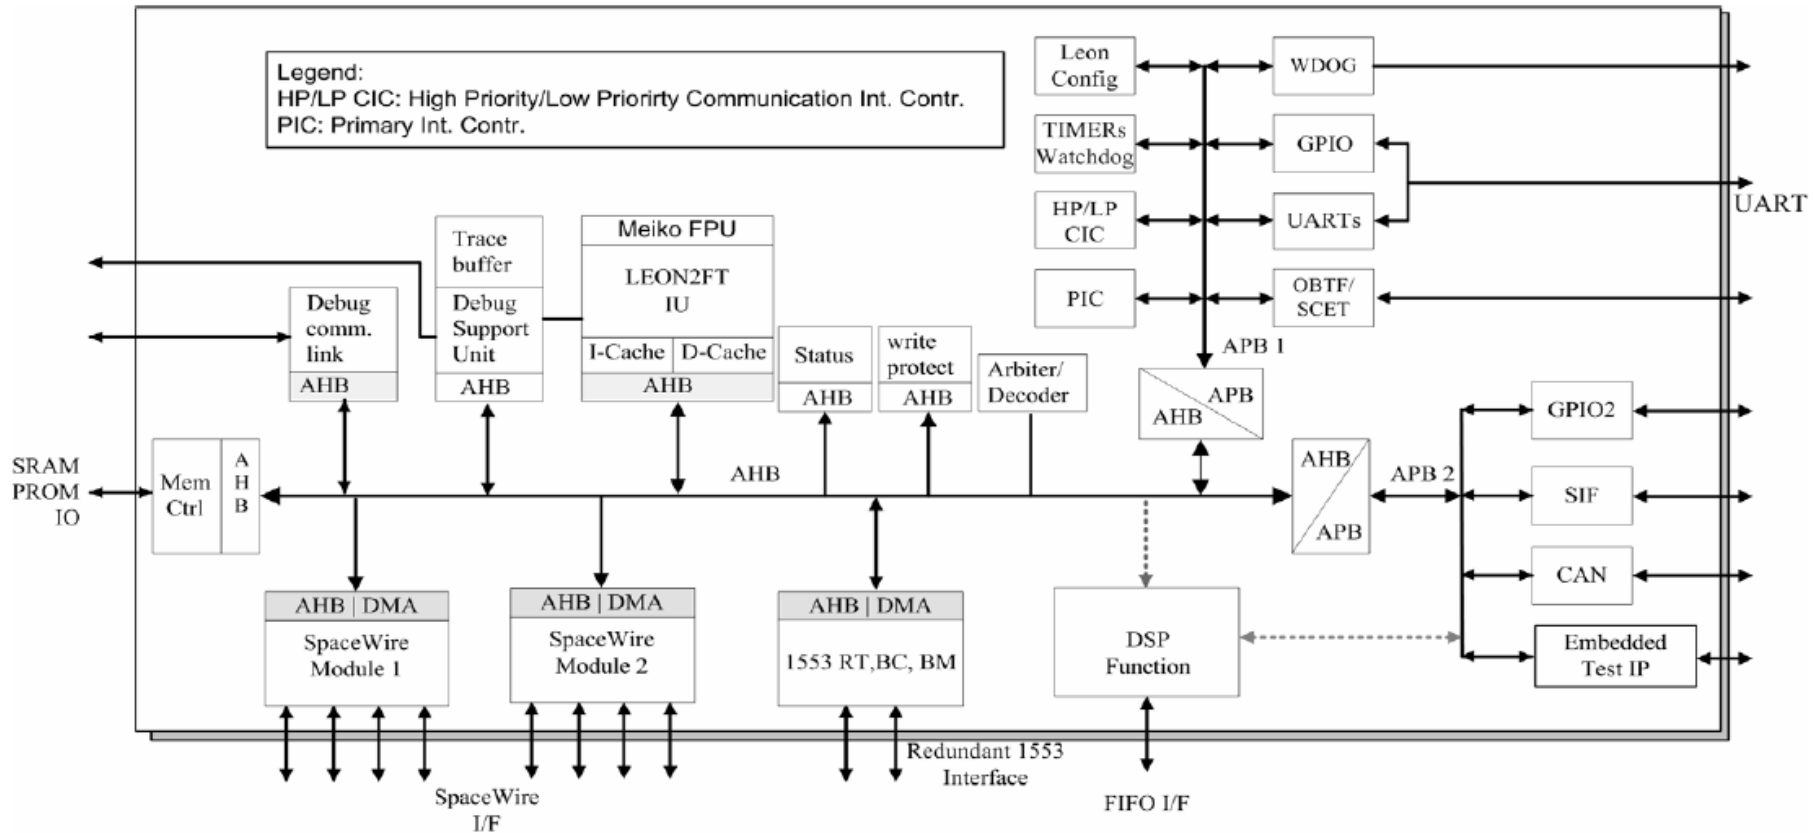 Legend:
HP/LP CIC: High Priority/Low Priorirty Communication Int. Contr.
PIC: Primary Int. Contr.
Leon
Config
WDOG
TIMERs
Watchdog
GPIO
HP/LP
CIC
UARTs
UART
PIC
OBTF/
SCET
APB 1
Trace
buffer
Meiko FPU
LEON2FT
IU
Debug
comm.
link
AHB
Debug
Support
Unit
AHB
I-Cache
D-Cache
AHB
Status
AHB
write
protect
AHB
Arbiter/
Decoder
APB
AHB
SRAM
PROM
IO
Mem
Ctrl
A
H
B
AHB
AHB
APB
APB 2
GPIO2
SIF
CAN
Embedded
Test IP
AHB | DMA
SpaceWire
Module 1
AHB | DMA
SpaceWire
Module 2
AHB | DMA
1553 RT,BC, BM
DSP
Function
SpaceWire
I/F
Redundant 1553
Interface
FIFO I/F